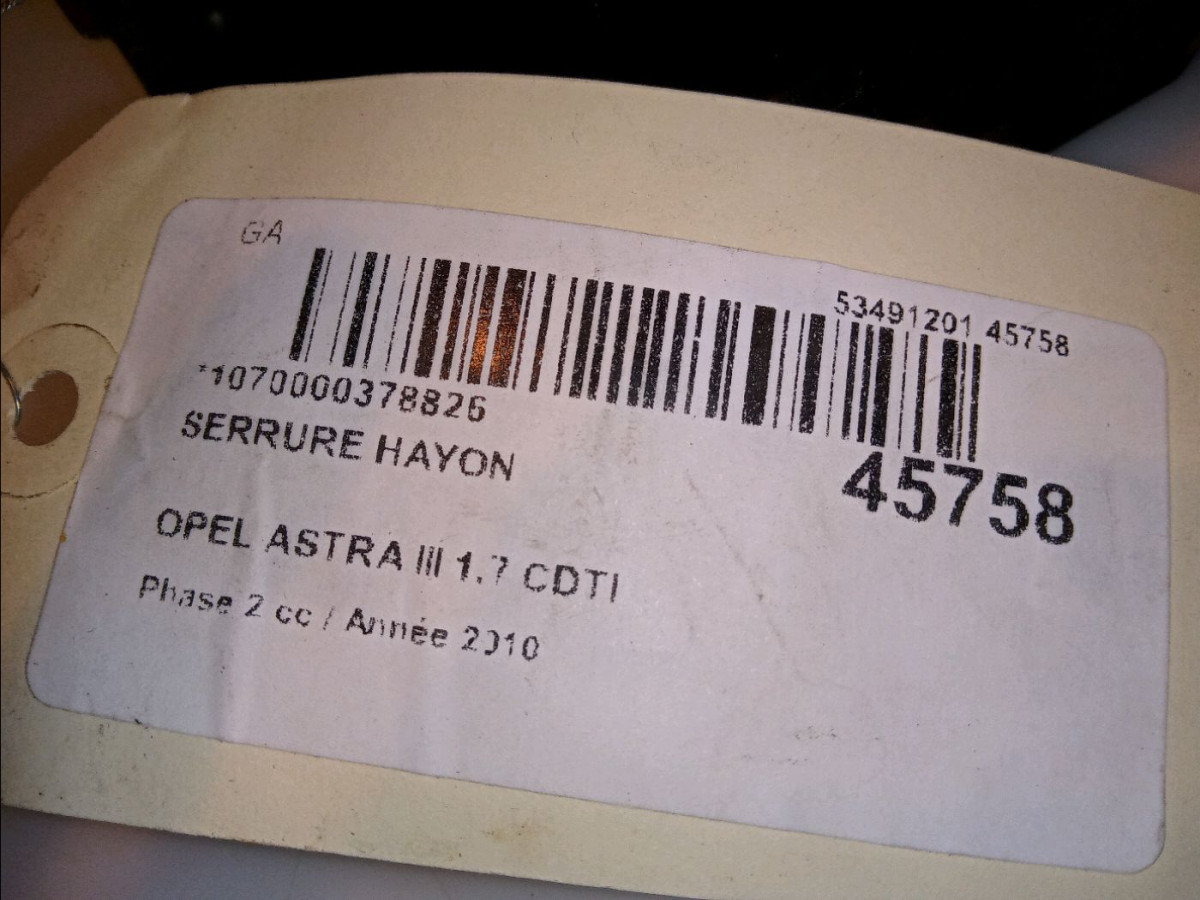 GA
53491201 45758
*1070000378826
SERRURE HAYON
45758
OPEL ASTRA III 1.7 CDTI
Phase 2 cc / Année 2010